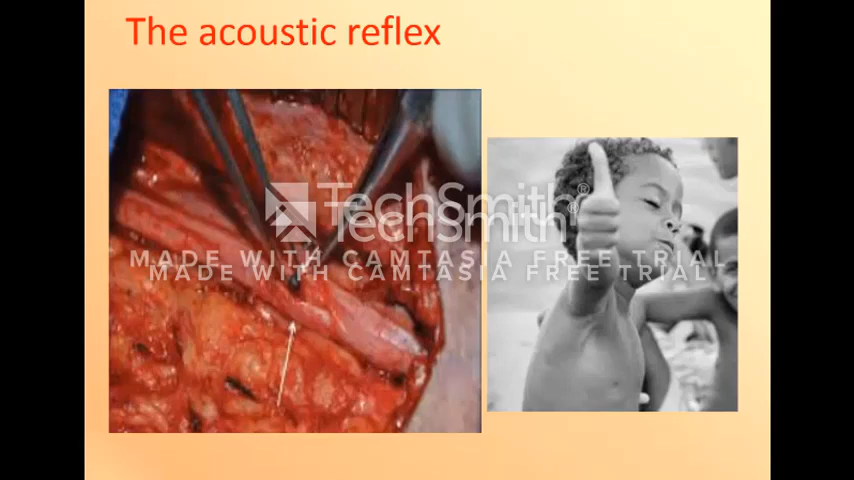 The acoustic reflex
TechSmith®
TechSmith®
MADE WITH CAMTASIA FREE TRIAL
MADE WITH CAMTASIA FREE TRIAL